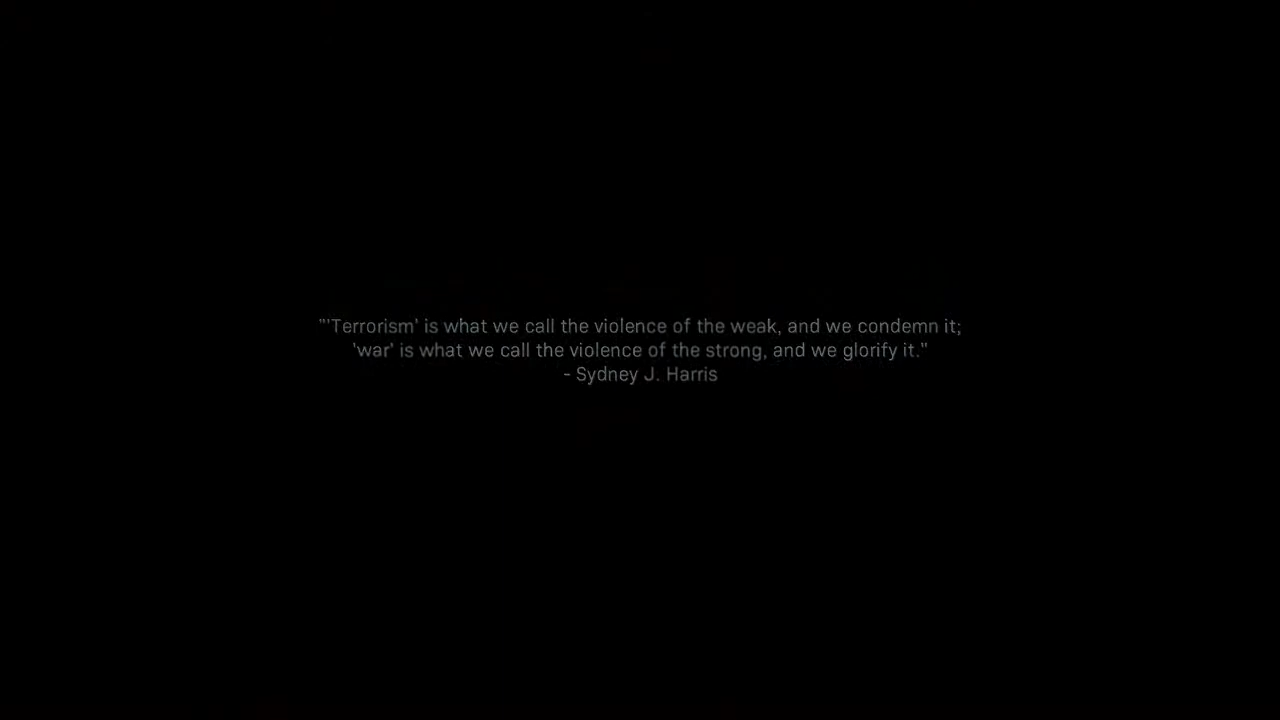 "'Terrorism' is what we call the violence of the weak, and we condemn it;
'war' is what we call the violence of the strong, and we glorify it."
- Sydney J. Harris